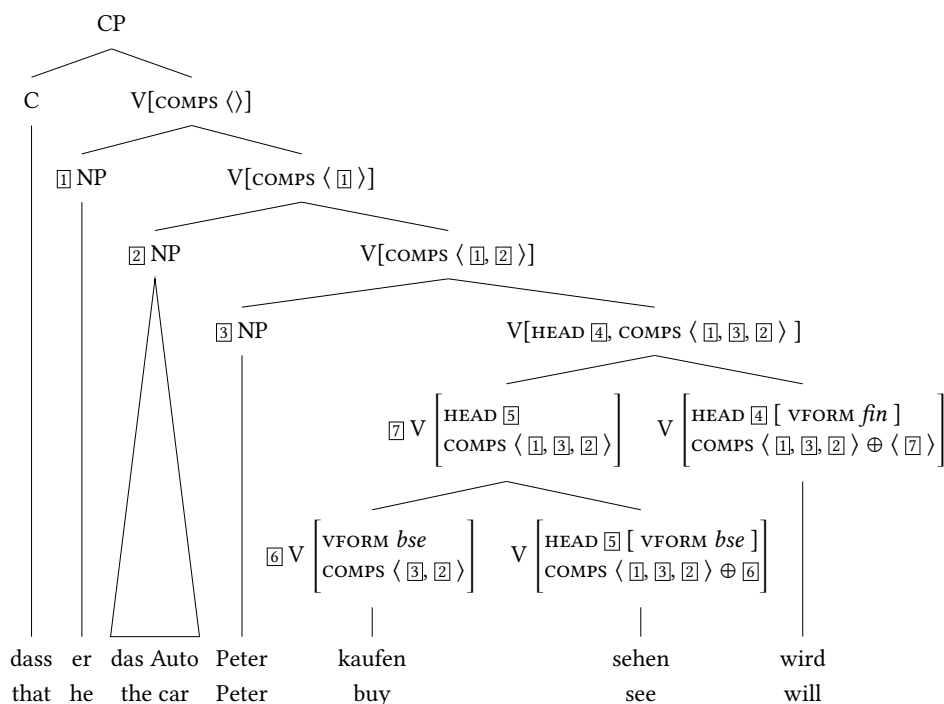 CP
C V[COMPS ⟨⟩]
1 NP V[COMPS ⟨ 1 ⟩]
2 NP V[COMPS ⟨ 1, 2 ⟩]
3 NP V[HEAD 4, COMPS ⟨ 1, 3, 2 ⟩ ]
7 V [HEAD 5 COMPS ⟨ 1, 3, 2 ⟩] V [HEAD 4 [ VFORM fin ] COMPS ⟨ 1, 3, 2 ⟩ ⊕ ⟨ 7 ⟩]
6 V [VFORM bse COMPS ⟨ 3, 2 ⟩] V [HEAD 5 [ VFORM bse ] COMPS ⟨ 1, 3, 2 ⟩ ⊕ 6]
dass er das Auto Peter kaufen sehen wird
that he the car Peter buy see will